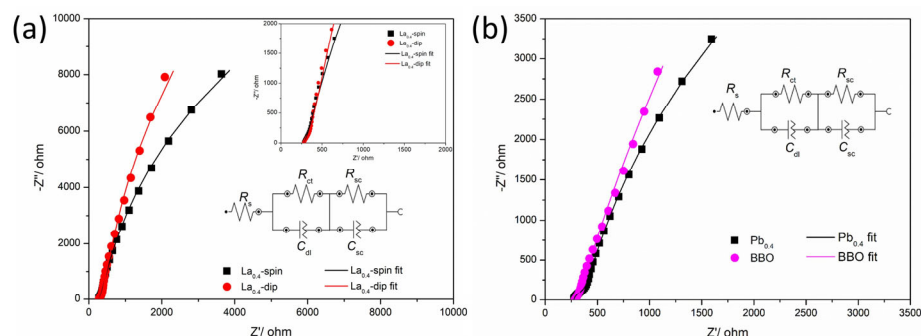 (a)
10000
8000
6000
4000
2000
0
-Z''/ ohm
0 2000 4000 6000 8000 10000
Z'/ ohm
2000
1500
1000
500
0
-Z''/ ohm
0 500 1000 1500 2000
Z'/ ohm
La0.4-spin
La0.4-dip
La0.4-spin fit
La0.4-dip fit
Rs
Rct
Rsc
Cdl
Csc
La0.4-spin La0.4-spin fit
La0.4-dip La0.4-dip fit
(b)
3500
3000
2500
2000
1500
1000
500
0
-Z''/ ohm
0 500 1000 1500 2000 2500 3000 3500
Z'/ ohm
Rs
Rct
Rsc
Cdl
Csc
Pb0.4 Pb0.4 fit
BBO BBO fit